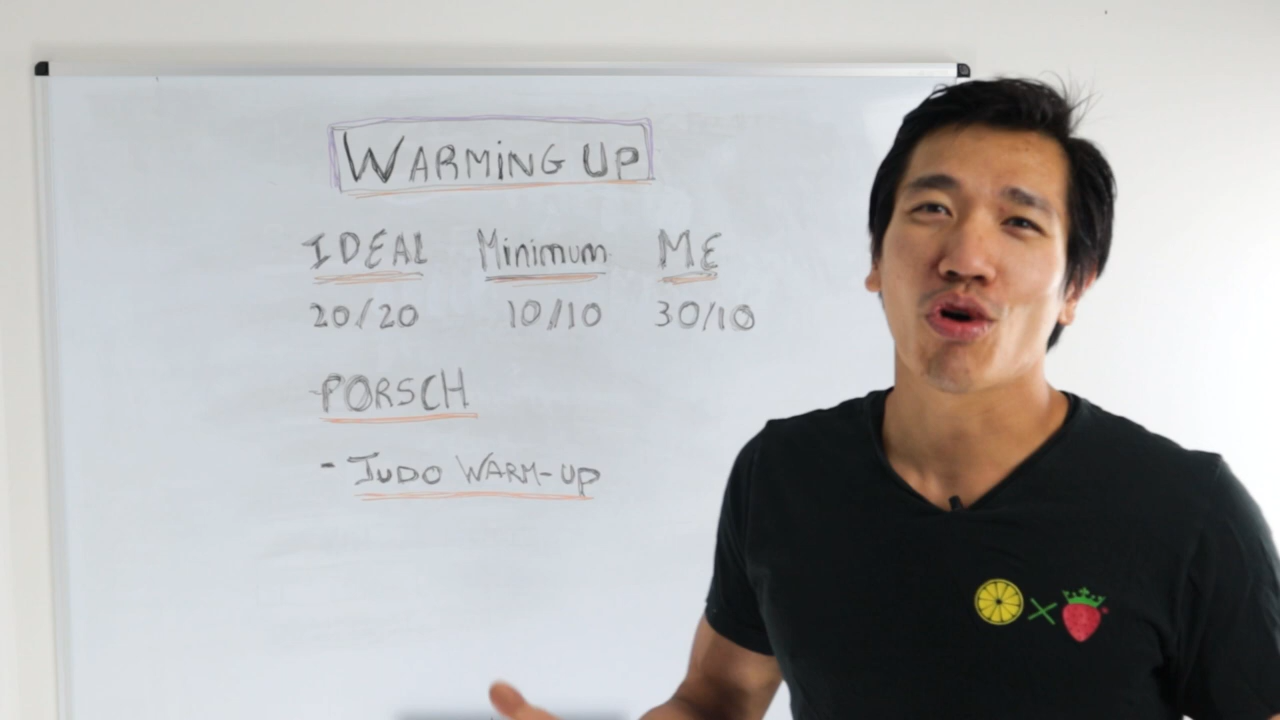 WARMiNG UP
IDEAL Minimum ME
20/20 10/10 30/10
-PORSCH
- JUDO WARM-UP